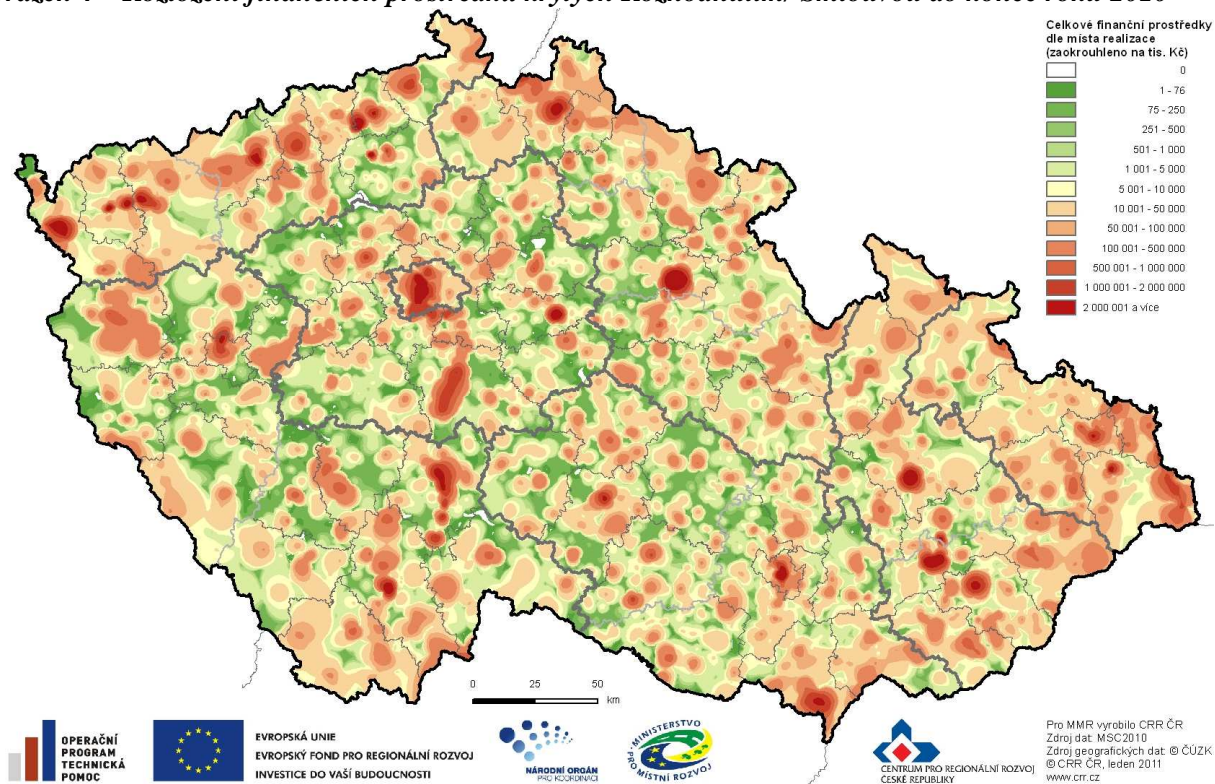 Celkové finanční prostředky
dle místa realizace
(zaokrouhleno na tis. Kč)
0
1 - 76
75 - 250
251 - 500
501 - 1 000
1 001 - 5 000
5 001 - 10 000
10 001 - 50 000
50 001 - 100 000
100 001 - 500 000
500 001 - 1 000 000
1 000 001 - 2 000 000
2 000 001 a více
0 25 50
km
OPERAČNÍ
PROGRAM
TECHNICKÁ
POMOC
EVROPSKÁ UNIE
EVROPSKÝ FOND PRO REGIONÁLNÍ ROZVOJ
INVESTICE DO VAŠÍ BUDOUCNOSTI
NÁRODNÍ ORGÁN
PRO KOORDINACI
MINISTERSTVO
PRO MÍSTNÍ ROZVOJ
CENTRUM PRO REGIONÁLNÍ ROZVOJ
ČESKÉ REPUBLIKY
Pro MMR vyrobilo CRR ČR
Zdroj dat: MSC2010
Zdroj geografických dat: © ČÚZK
© CRR ČR, leden 2011
www.crr.cz